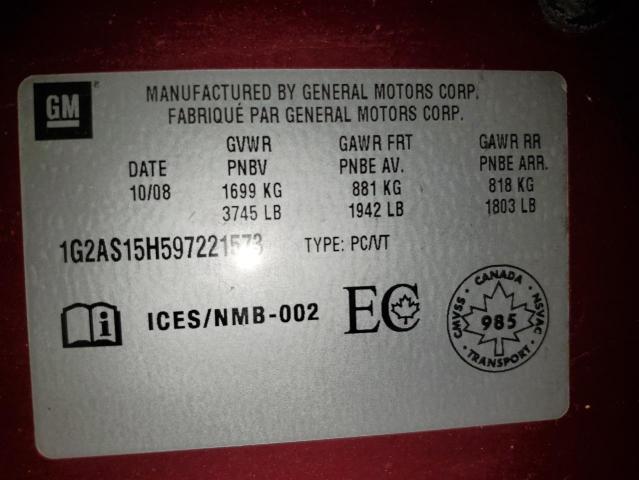 GM
MANUFACTURED BY GENERAL MOTORS CORP.
FABRIQUÉ PAR GENERAL MOTORS CORP.
GVWR GAWR FRT GAWR RR
DATE PNBV PNBE AV. PNBE ARR.
10/08 1699 KG 881 KG 818 KG
3745 LB 1942 LB 1803 LB
1G2AS15H597221573 TYPE: PC/VT
i ICES/NMB-002 EC
CANADA
CMVSS 985 NSVAC
TRANSPORT